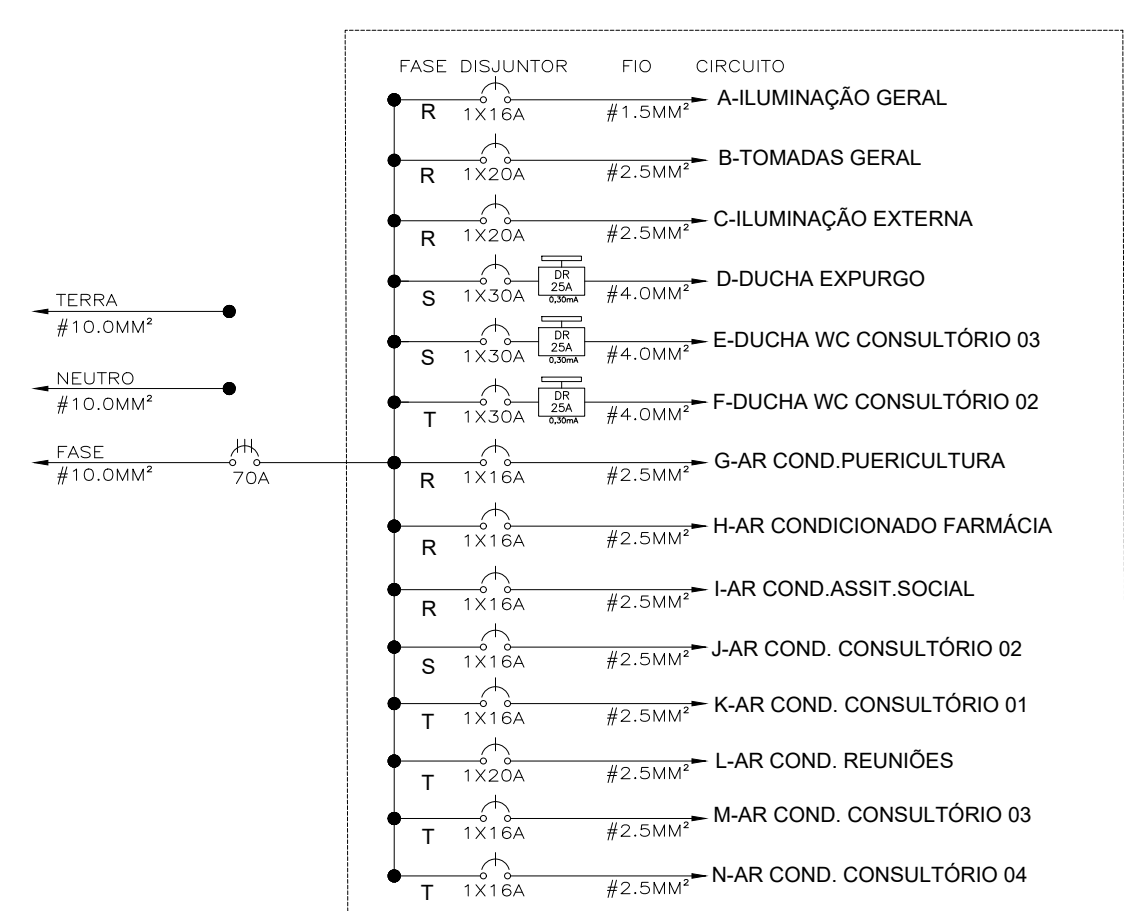 FASE DISJUNTOR FIO CIRCUITO
R 1X16A #1.5MM² A-ILUMINAÇÃO GERAL
R 1X20A #2.5MM² B-TOMADAS GERAL
R 1X20A #2.5MM² C-ILUMINAÇÃO EXTERNA
S 1X30A DR 25A 0,30mA #4.0MM² D-DUCHA EXPURGO
TERRA
#10.0MM²
S 1X30A DR 25A 0,30mA #4.0MM² E-DUCHA WC CONSULTÓRIO 03
NEUTRO
#10.0MM²
T 1X30A DR 25A 0,30mA #4.0MM² F-DUCHA WC CONSULTÓRIO 02
FASE
#10.0MM² 70A
R 1X16A #2.5MM² G-AR COND.PUERICULTURA
R 1X16A #2.5MM² H-AR CONDICIONADO FARMÁCIA
R 1X16A #2.5MM² I-AR COND.ASSIT.SOCIAL
S 1X16A #2.5MM² J-AR COND. CONSULTÓRIO 02
T 1X16A #2.5MM² K-AR COND. CONSULTÓRIO 01
T 1X20A #2.5MM² L-AR COND. REUNIÕES
T 1X16A #2.5MM² M-AR COND. CONSULTÓRIO 03
T 1X16A #2.5MM² N-AR COND. CONSULTÓRIO 04